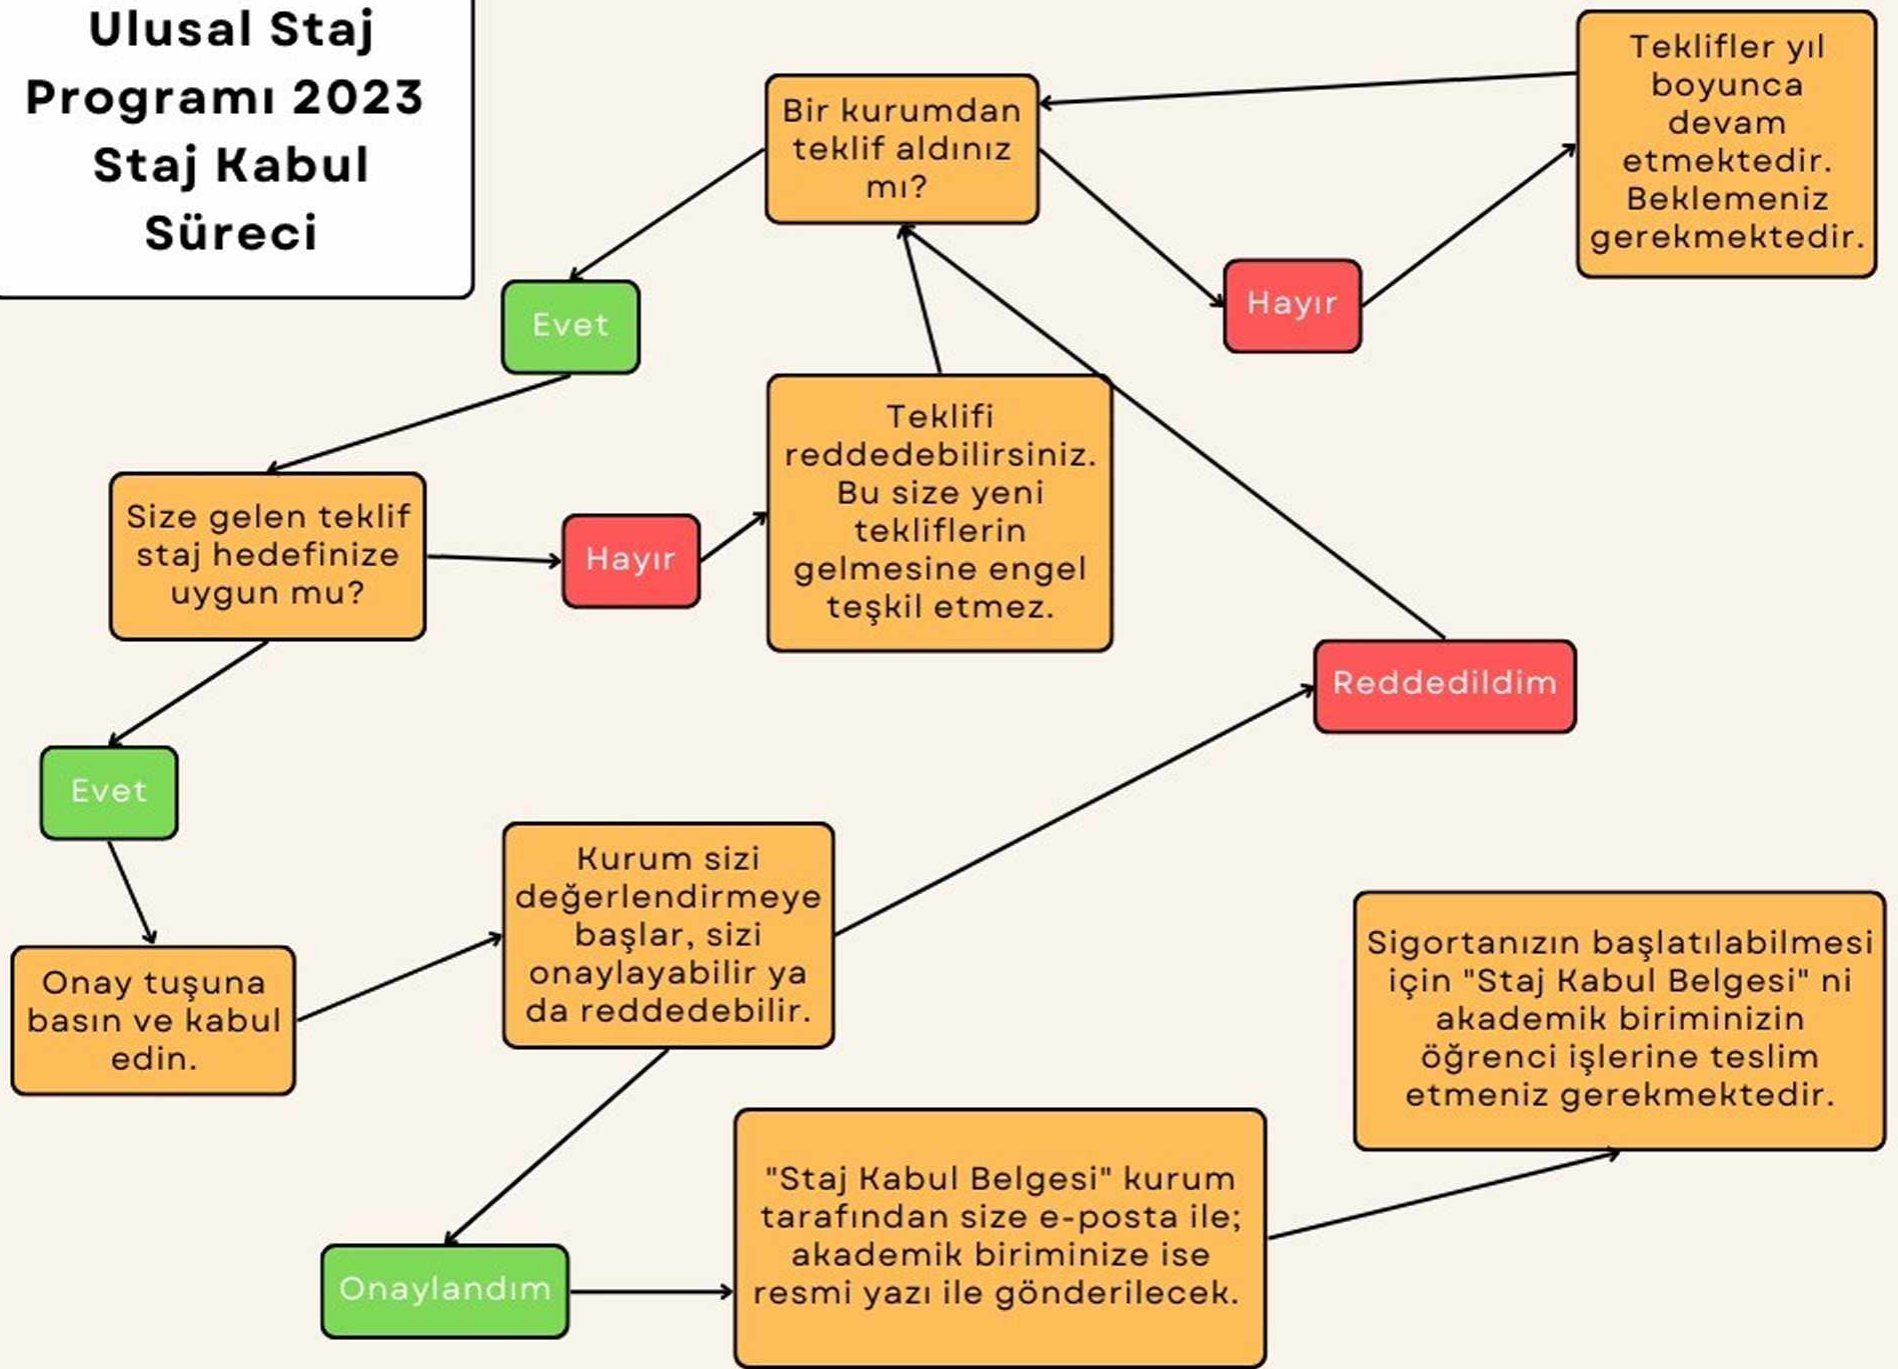 Ulusal Staj
Programı 2023
Staj Kabul
Süreci
Bir kurumdan
teklif aldınız
mı?
Teklifler yıl
boyunca
devam
etmektedir.
Beklemeniz
gerekmektedir.
Evet
Hayır
Size gelen teklif
staj hedefinize
uygun mu?
Hayır
Teklifi
reddedebilirsiniz.
Bu size yeni
tekliflerin
gelmesine engel
teşkil etmez.
Reddedildim
Evet
Onay tuşuna
basın ve kabul
edin.
Kurum sizi
değerlendirmeye
başlar, sizi
onaylayabilir ya
da reddedebilir.
Onaylandım
"Staj Kabul Belgesi" kurum
tarafından size e-posta ile;
akademik biriminize ise
resmi yazı ile gönderilecek.
Sigortanızın başlatılabilmesi
için "Staj Kabul Belgesi" ni
akademik biriminizin
öğrenci işlerine teslim
etmeniz gerekmektedir.